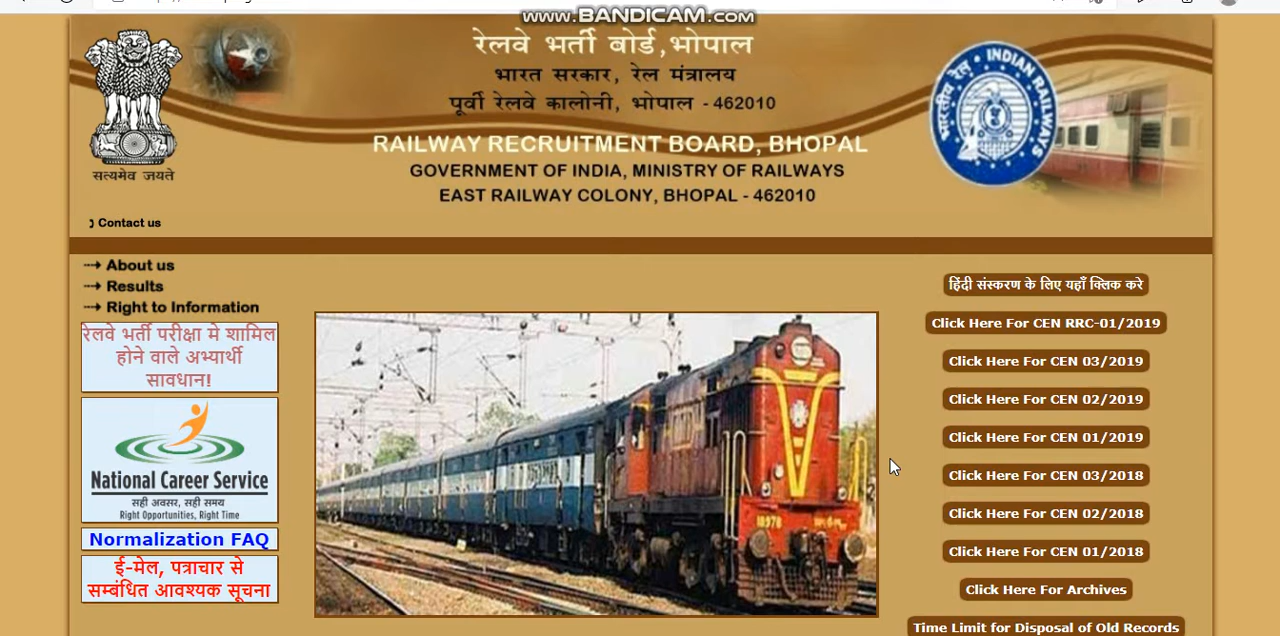 www.BANDICAM.com
रेलवे भर्ती बोर्ड,भोपाल
भारत सरकार, रेल मंत्रालय
पूर्वी रेलवे कालोनी, भोपाल - 462010
RAILWAY RECRUITMENT BOARD, BHOPAL
GOVERNMENT OF INDIA, MINISTRY OF RAILWAYS
EAST RAILWAY COLONY, BHOPAL - 462010
सत्यमेव जयते
भारतीय रेल
INDIAN RAILWAYS
Contact us
About us
Results
Right to Information
रेलवे भर्ती परीक्षा मे शामिल
होने वाले अभ्यार्थी
सावधान!
National Career Service
सही अवसर, सही समय
Right Opportunities, Right Time
Normalization FAQ
ई-मेल, पत्राचार से
सम्बंधित आवश्यक सूचना
हिंदी संस्करण के लिए यहाँ क्लिक करे
Click Here For CEN RRC-01/2019
Click Here For CEN 03/2019
Click Here For CEN 02/2019
Click Here For CEN 01/2019
Click Here For CEN 03/2018
Click Here For CEN 02/2018
Click Here For CEN 01/2018
Click Here For Archives
Time Limit for Disposal of Old Records